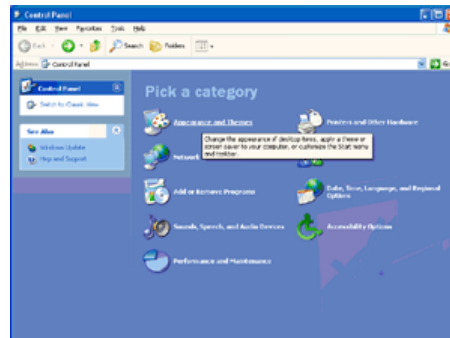 Control Panel
File Edit View Favorites Tools Help
Back Search Folders
Address Control Panel Go
Control Panel
Switch to Classic View
See Also
Windows Update
Help and Support
Pick a category
Appearance and Themes
Printers and Other Hardware
Change the appearance of desktop items, apply a theme or
screen saver to your computer, or customize the Start menu
and taskbar.
Network
Add or Remove Programs
Date, Time, Language, and Regional
Options
Sounds, Speech, and Audio Devices
Accessibility Options
Performance and Maintenance